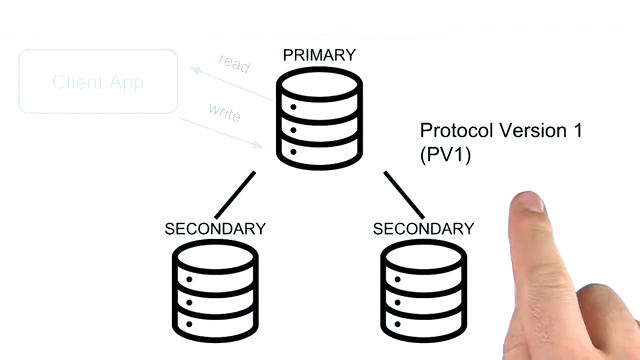 PRIMARY
Client App
read
write
Protocol Version 1
(PV1)
SECONDARY
SECONDARY